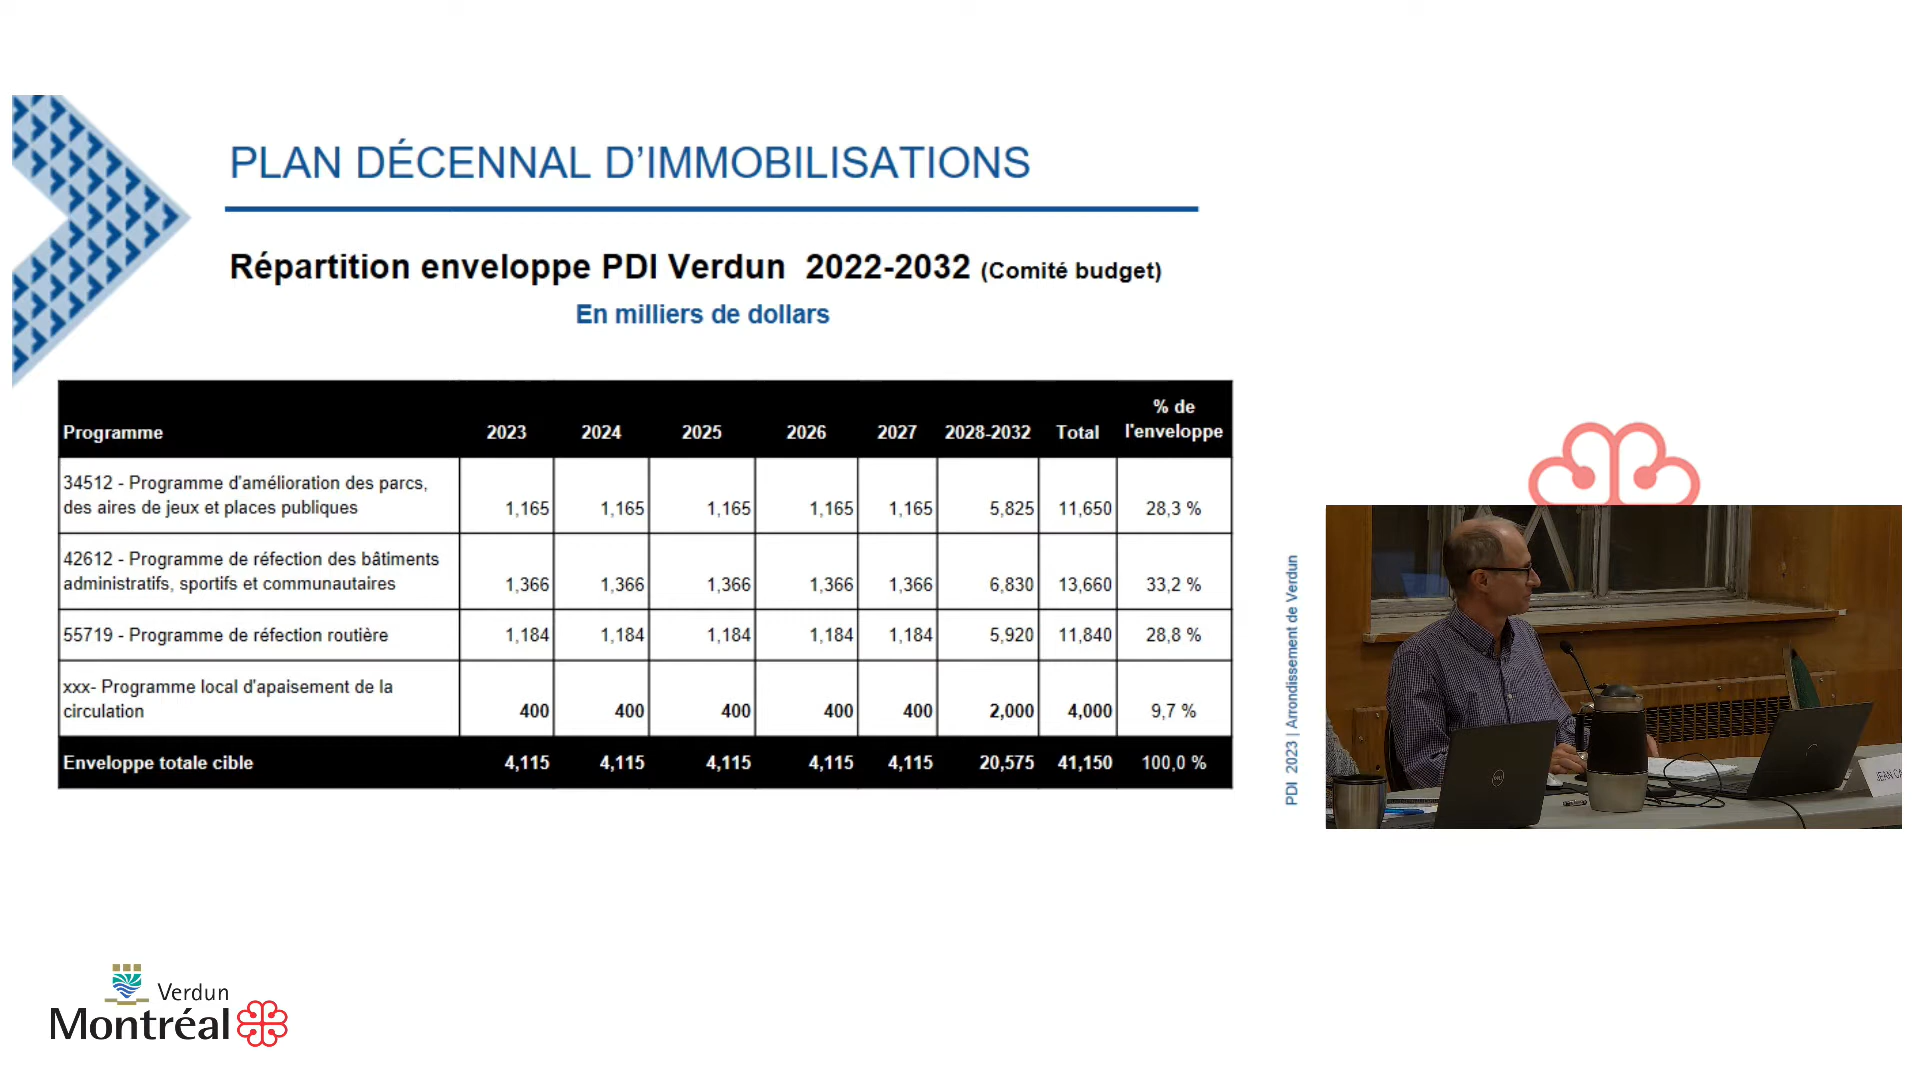 PLAN DÉCENNAL D'IMMOBILISATIONS
Répartition enveloppe PDI Verdun 2022-2032 (Comité budget)
En milliers de dollars
Programme 2023 2024 2025 2026 2027 2028-2032 Total % de l'enveloppe
34512 - Programme d'amélioration des parcs,
des aires de jeux et places publiques 1,165 1,165 1,165 1,165 1,165 5,825 11,650 28,3 %
42612 - Programme de réfection des bâtiments
administratifs, sportifs et communautaires 1,366 1,366 1,366 1,366 1,366 6,830 13,660 33,2 %
55719 - Programme de réfection routière 1,184 1,184 1,184 1,184 1,184 5,920 11,840 28,8 %
xxx- Programme local d'apaisement de la
circulation 400 400 400 400 400 2,000 4,000 9,7 %
Enveloppe totale cible 4,115 4,115 4,115 4,115 4,115 20,575 41,150 100,0 %
PDI 2023 | Arrondissement de Verdun
DELL
JEAN
Verdun
Montréal